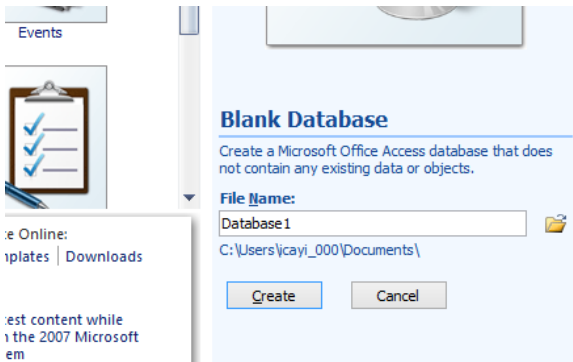 Events
Blank Database
Create a Microsoft Office Access database that does
not contain any existing data or objects.
File Name:
Database1
C:\Users\icayi_000\Documents\
Create
Cancel
Online:
Downloads
content while
the 2007 Microsoft